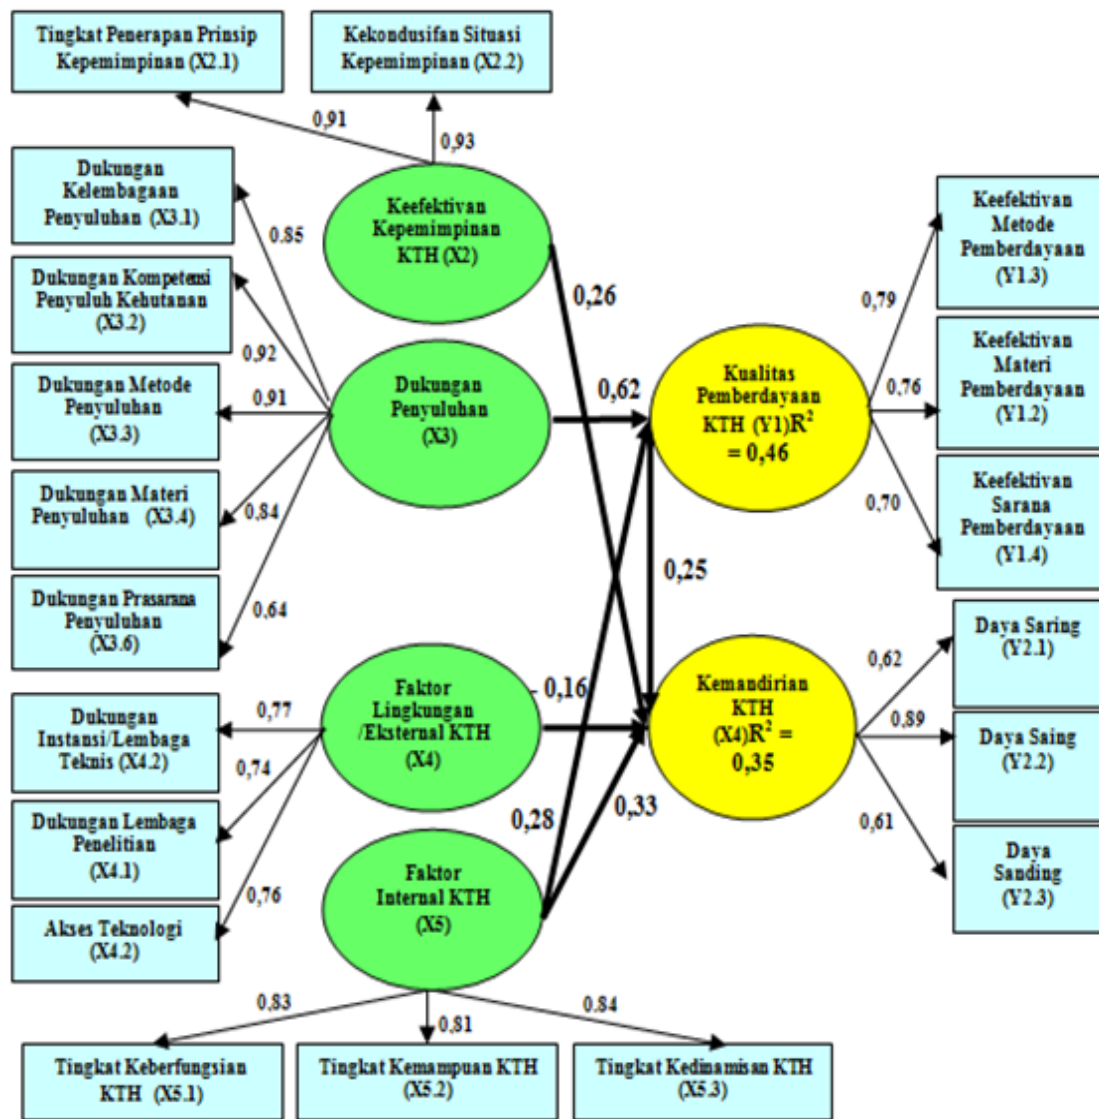 Tingkat Penerapan Prinsip
Kepemimpinan (X2.1)
Kekondusifan Situasi
Kepemimpinan (X2.2)
0,91
0,93
Dukungan
Kelembagaan
Penyuluhan (X3.1)
0.85
Keefektivan
Kepemimpinan
KTH (X2)
Keefektivan
Metode
Pemberdayaan
(Y1.3)
Dukungan Kompetensi
Penyuluh Kehutanan
(X3.2)
0,92
0,26
0,79
Dukungan Metode
Penyuluhan
(X3.3)
0,91
Dukungan
Penyuluhan
(X3)
0,62
Kualitas
Pemberdayaan
KTH (Y1)R²
= 0,46
0,76
Keefektivan
Materi
Pemberdayaan
(Y1.2)
Dukungan Materi
Penyuluhan (X3.4)
0,84
0,70
Keefektivan
Sarana
Pemberdayaan
(Y1.4)
0,25
Dukungan Prasarana
Penyuluhan
(X3.6)
0,64
Daya Saring
(Y2.1)
0,62
Dukungan
Instansi/Lembaga
Teknis (X4.2)
0,77
Faktor
Lingkungan
/Eksternal KTH
(X4)
- 0,16
Kemandirian
KTH
(X4)R² =
0,35
0,89
Daya Saing
(Y2.2)
0,74
0,28
0,33
0,61
Dukungan Lembaga
Penelitian
(X4.1)
0,76
Daya
Sanding
(Y2.3)
Akses Teknologi
(X4.2)
Faktor
Internal KTH
(X5)
0,83
0,81
0,84
Tingkat Keberfungsian
KTH (X5.1)
Tingkat Kemampuan KTH
(X5.2)
Tingkat Kedinamisan KTH
(X5.3)